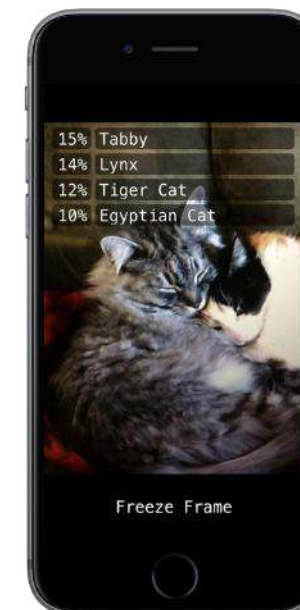 15% Tabby
14% Lynx
12% Tiger Cat
10% Egyptian Cat
Freeze Frame